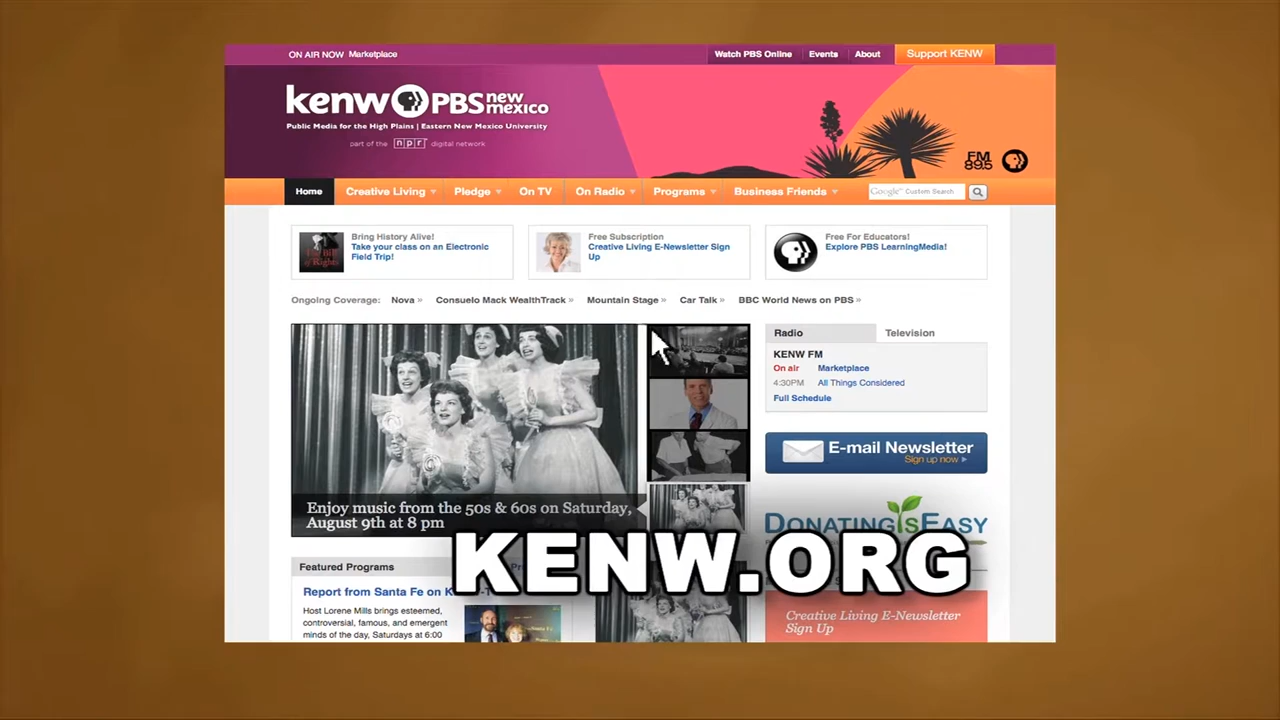 ON AIR NOW Marketplace
Watch PBS Online Events About Support KENW
kenw PBS new mexico
Public Media for the High Plains | Eastern New Mexico University
part of the npr digital network
FM 89.5
Home Creative Living Pledge On TV On Radio Programs Business Friends Google™ Custom Search
Bring History Alive!
Take your class on an Electronic
Field Trip!
Free Subscription
Creative Living E-Newsletter Sign
Up
Free For Educators!
Explore PBS LearningMedia!
Ongoing Coverage: Nova » Consuelo Mack WealthTrack » Mountain Stage » Car Talk » BBC World News on PBS »
Enjoy music from the 50s & 60s on Saturday,
August 9th at 8 pm
Radio Television
KENW FM
On air Marketplace
4:30PM All Things Considered
Full Schedule
E-mail Newsletter
Sign up now
DONATING IS EASY
KENW.ORG
Featured Programs
Report from Santa Fe on K
Host Lorene Mills brings esteemed,
controversial, famous, and emergent
minds of the day, Saturdays at 6:00
Creative Living E-Newsletter
Sign Up